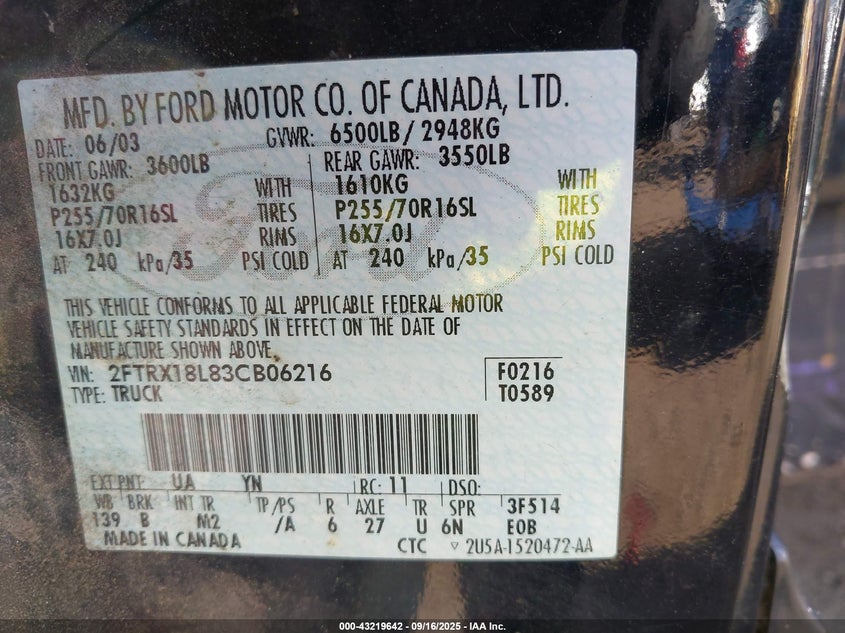 MFD. BY FORD MOTOR CO. OF CANADA, LTD.
DATE: 06/03 GVWR: 6500LB/ 2948KG
FRONT GAWR: 3600LB REAR GAWR: 3550LB
1632KG WITH 1610KG WITH
P255/70R16SL TIRES P255/70R16SL TIRES
16X7.0J RIMS 16X7.0J RIMS
AT 240 kPa/35 PSI COLD AT 240 kPa/35 PSI COLD
THIS VEHICLE CONFORMS TO ALL APPLICABLE FEDERAL MOTOR
VEHICLE SAFETY STANDARDS IN EFFECT ON THE DATE OF
MANUFACTURE SHOWN ABOVE.
VIN: 2FTRX18L83CB06216 F0216
TYPE: TRUCK T0589
EXT PNT: UA YN RC: 11 DSO:
WB BRK INT TR TP/PS R AXLE TR SPR 3F514
139 B M2 /A 6 27 U 6N EOB
MADE IN CANADA CTC ▽ 2U5A-1520472-AA
Ford
000-43219642 - 09/16/2025 - IAA Inc.